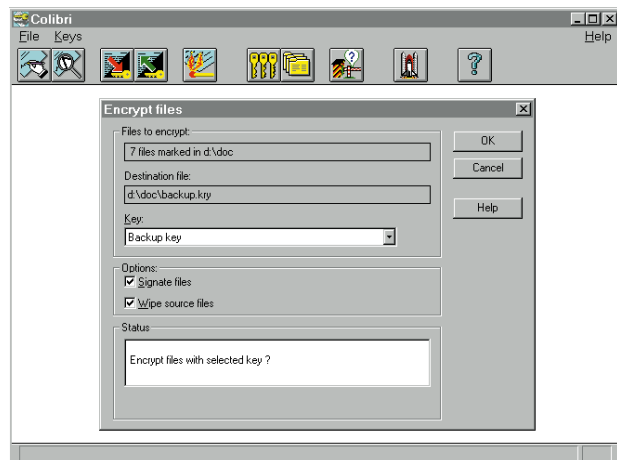 Colibri
File Keys Help
Encrypt files
Files to encrypt:
7 files marked in d:\doc
Destination file:
d:\doc\backup.kry
Key:
Backup key
Options:
Signate files
Wipe source files
Status
Encrypt files with selected key ?
OK
Cancel
Help